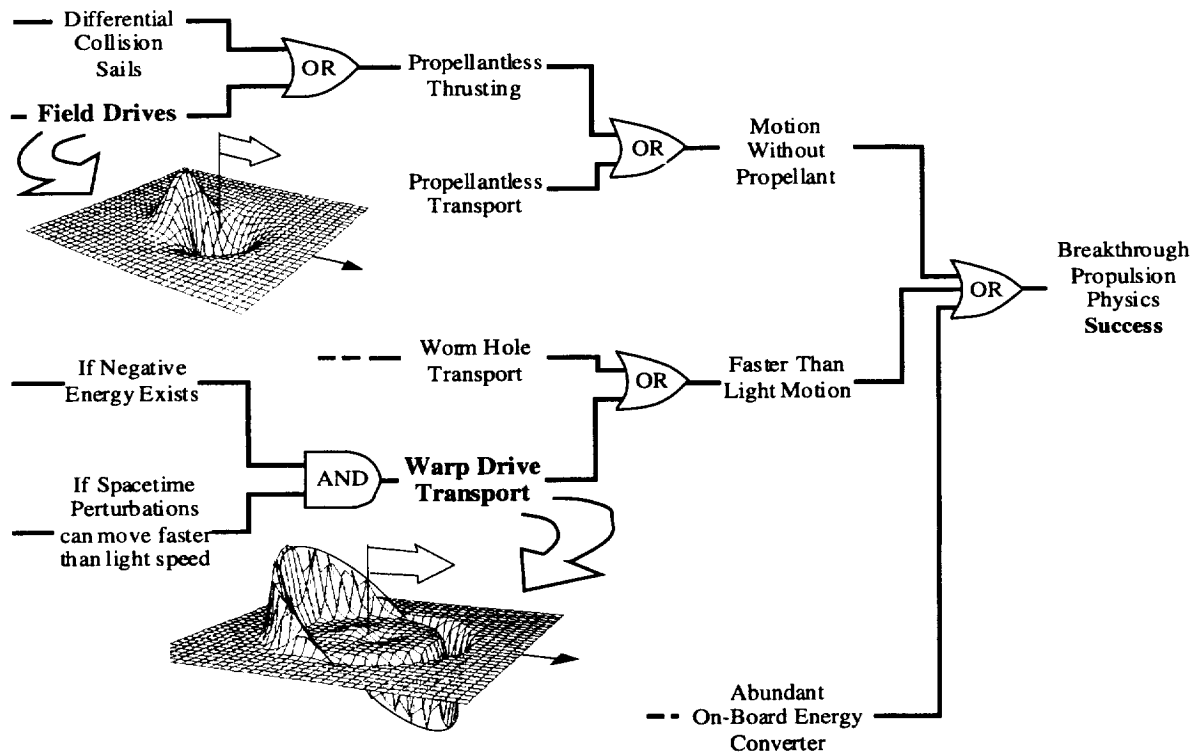 Differential
Collision
Sails
OR
Propellantless
Thrusting
Field Drives
OR
Motion
Without
Propellant
Propellantless
Transport
OR
Breakthrough
Propulsion
Physics
Success
If Negative
Energy Exists
Worm Hole
Transport
OR
Faster Than
Light Motion
AND
Warp Drive
Transport
If Spacetime
Perturbations
can move faster
than light speed
Abundant
On-Board Energy
Converter